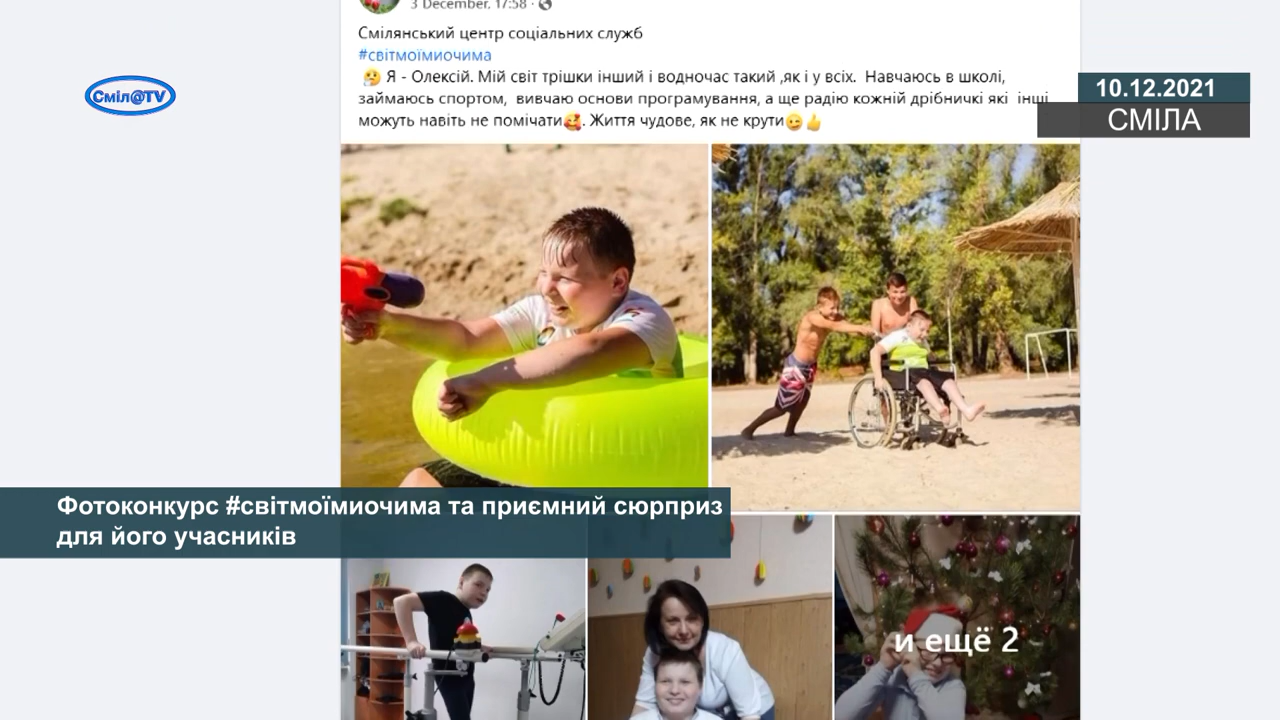 3 December, 17:58 ·
Смілянський центр соціальних служб
#світмоїмиочима
Я - Олексій. Мій світ трішки інший і водночас такий ,як і у всіх. Навчаюсь в школі,
займаюсь спортом, вивчаю основи програмування, а ще радію кожній дрібничкі які інші
можуть навіть не помічати. Життя чудове, як не крути
Сміл@TV
10.12.2021
СМІЛА
Фотоконкурс #світмоїмиочима та приємний сюрприз
для його учасників
и ещё 2